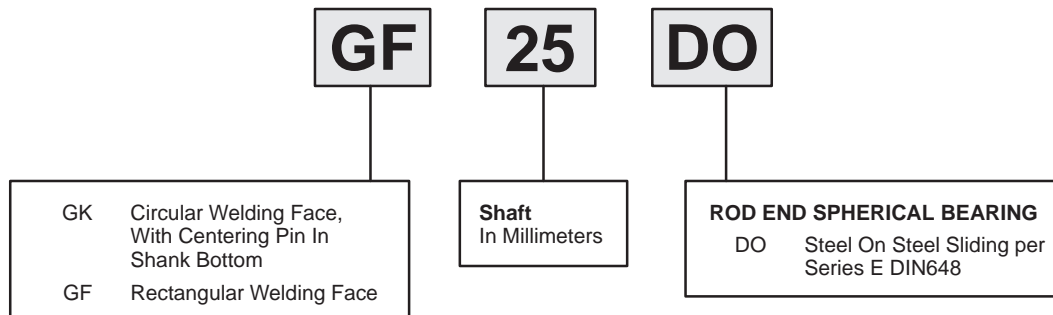 GF 25 DO
GK Circular Welding Face,
With Centering Pin In
Shank Bottom
GF Rectangular Welding Face
Shaft
In Millimeters
ROD END SPHERICAL BEARING
DO Steel On Steel Sliding per
Series E DIN648